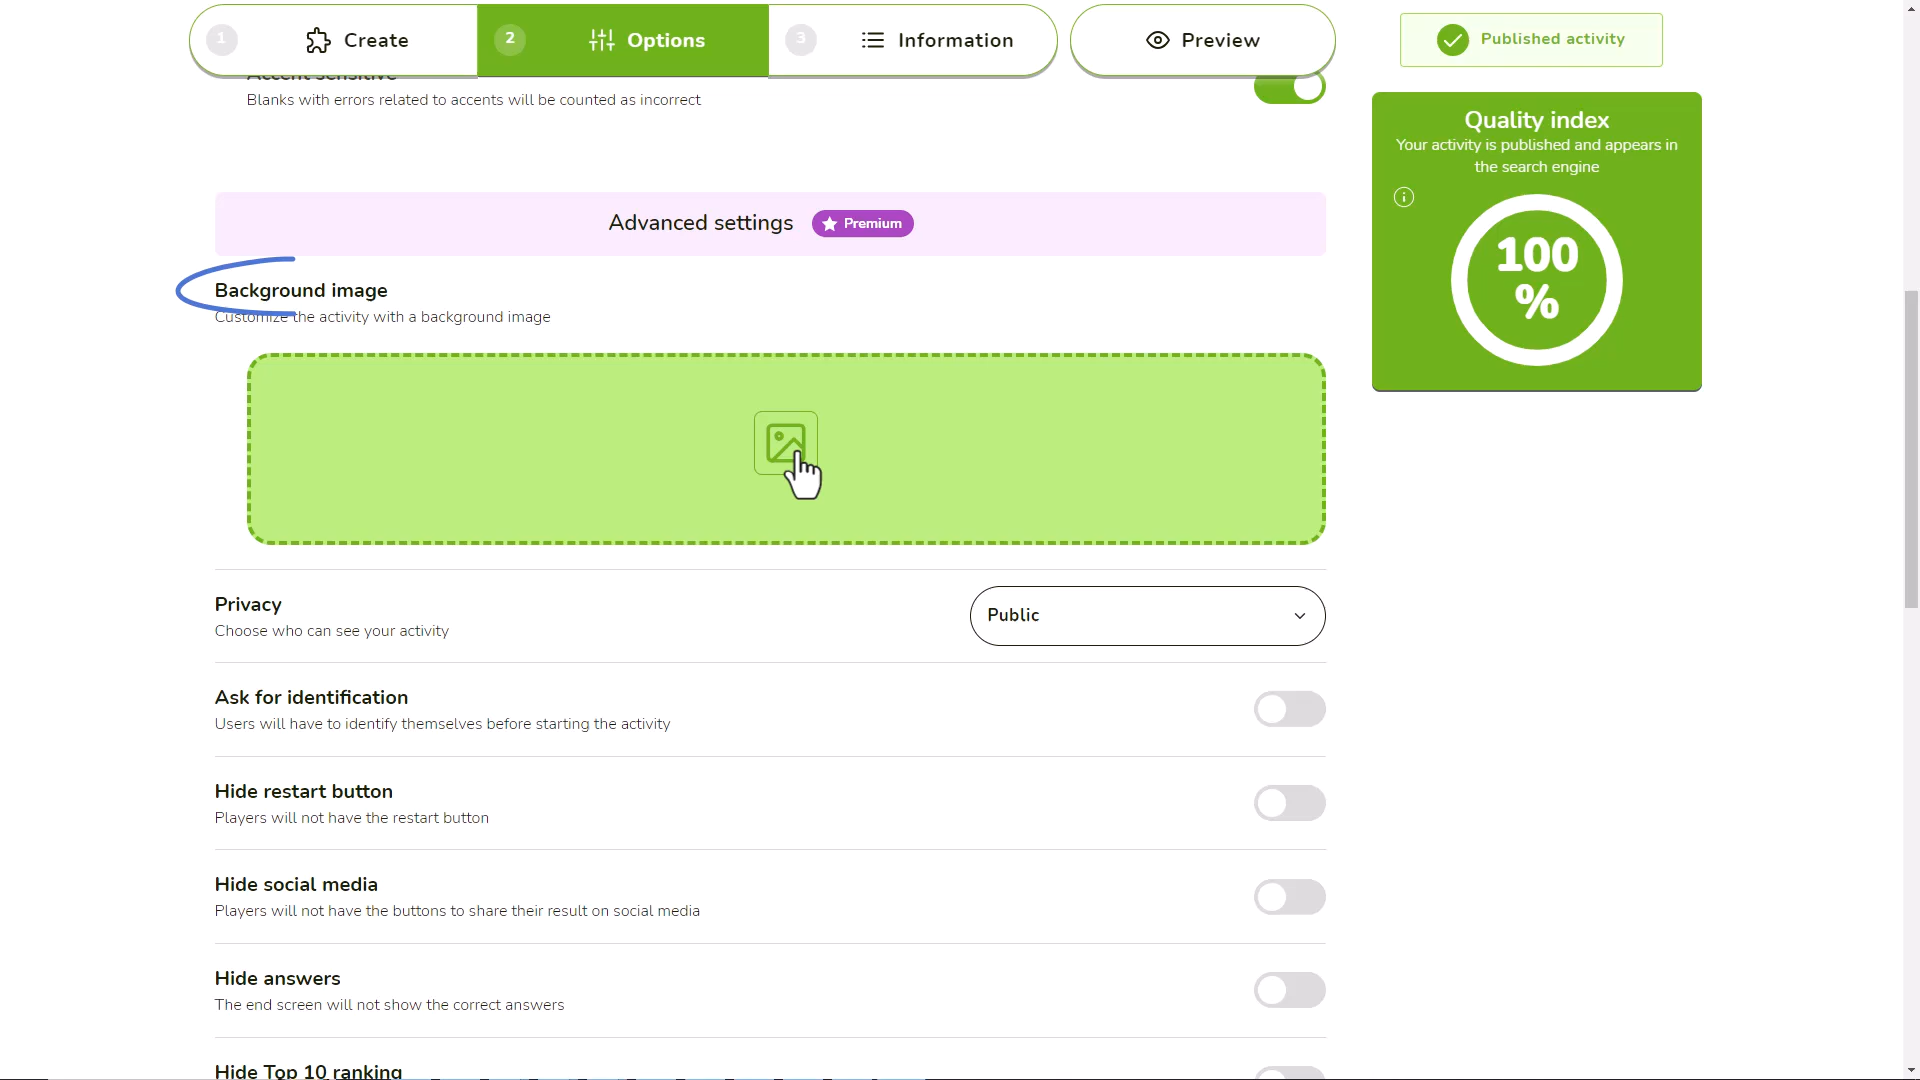 1 Create
2 Options
3 Information
Preview
Published activity
Accent sensitive
Blanks with errors related to accents will be counted as incorrect
Quality index
Your activity is published and appears in
the search engine
100
%
Advanced settings Premium
Background image
Customize the activity with a background image
Privacy
Choose who can see your activity
Public
Ask for identification
Users will have to identify themselves before starting the activity
Hide restart button
Players will not have the restart button
Hide social media
Players will not have the buttons to share their result on social media
Hide answers
The end screen will not show the correct answers
Hide Top 10 ranking